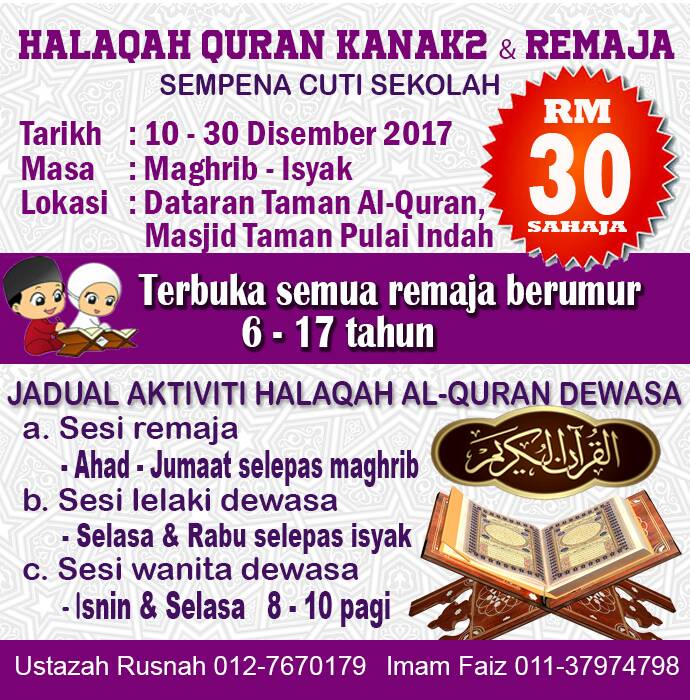 HALAQAH QURAN KANAK2 & REMAJA
SEMPENA CUTI SEKOLAH
Tarikh : 10 - 30 Disember 2017
Masa : Maghrib - Isyak
Lokasi : Dataran Taman Al-Quran,
Masjid Taman Pulai Indah
RM
30
SAHAJA
Terbuka semua remaja berumur
6 - 17 tahun
JADUAL AKTIVITI HALAQAH AL-QURAN DEWASA
a. Sesi remaja
- Ahad - Jumaat selepas maghrib
b. Sesi lelaki dewasa
- Selasa & Rabu selepas isyak
c. Sesi wanita dewasa
- Isnin & Selasa 8 - 10 pagi
القرآن الكريم
Ustazah Rusnah 012-7670179 Imam Faiz 011-37974798